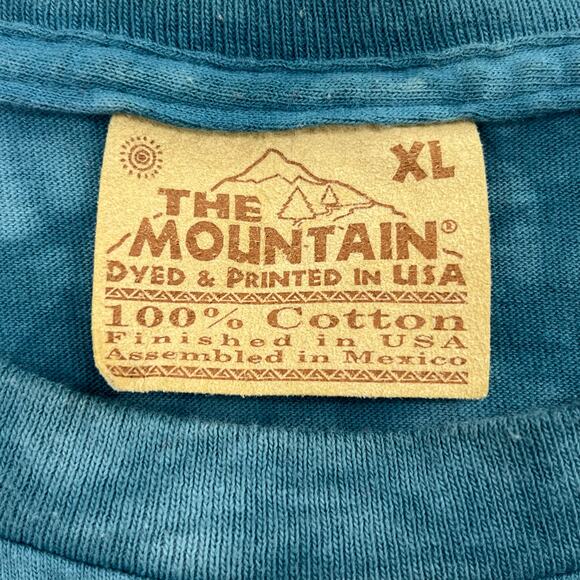 XL
THE
MOUNTAIN®
DYED & PRINTED IN USA
100% Cotton
Finished in USA
Assembled in Mexico